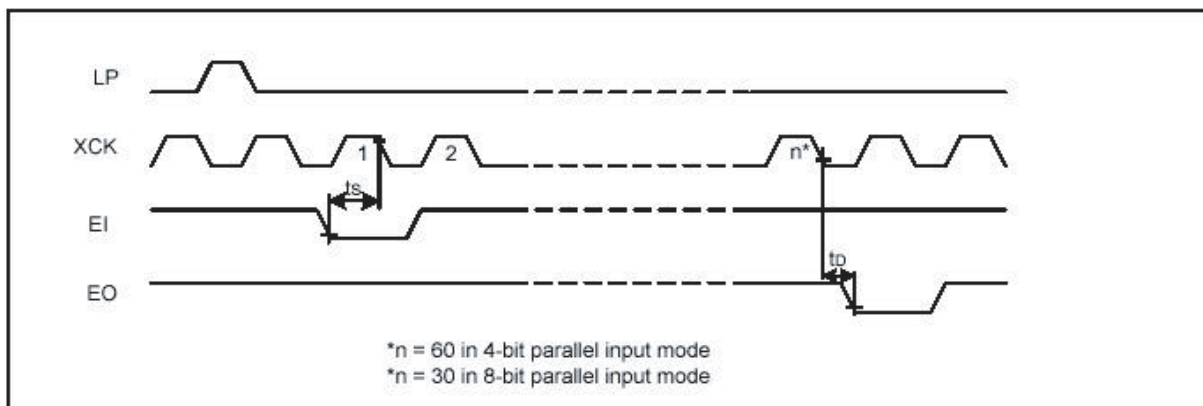 LP
XCK
1
2
n*
ts
EI
tD
EO
*n = 60 in 4-bit parallel input mode
*n = 30 in 8-bit parallel input mode